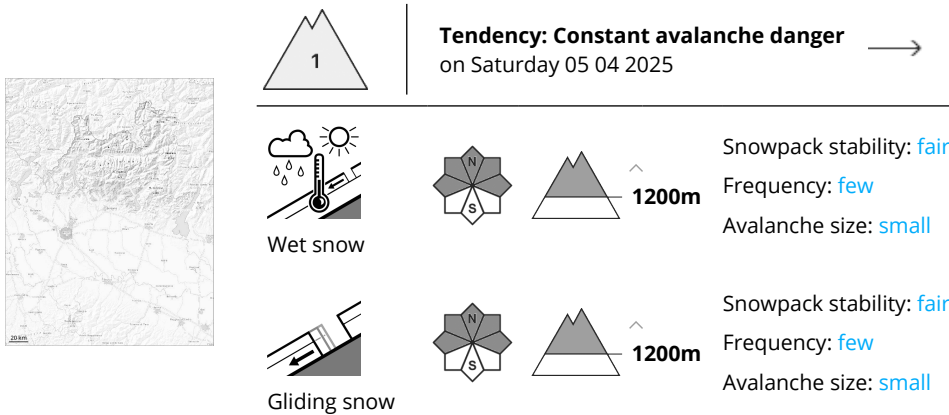 1
Tendency: Constant avalanche danger
on Saturday 05 04 2025
20 km
N
S
1200m
Snowpack stability: fair
Frequency: few
Avalanche size: small
Wet snow
N
S
1200m
Snowpack stability: fair
Frequency: few
Avalanche size: small
Gliding snow